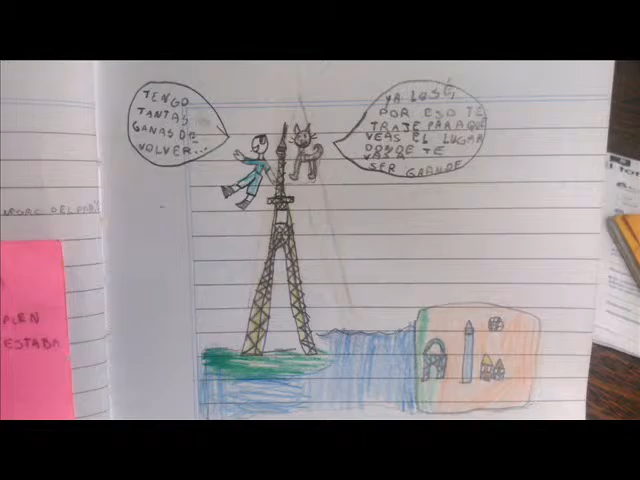 TENGO
TANTAS
GANAS DE
VOLVER...
YA LOSÉ,
POR ESO TE
TRAJE PARA QUE
VEAS EL LUGAR
DONDE TE
VAS A
SER GRANDE
ESTABA